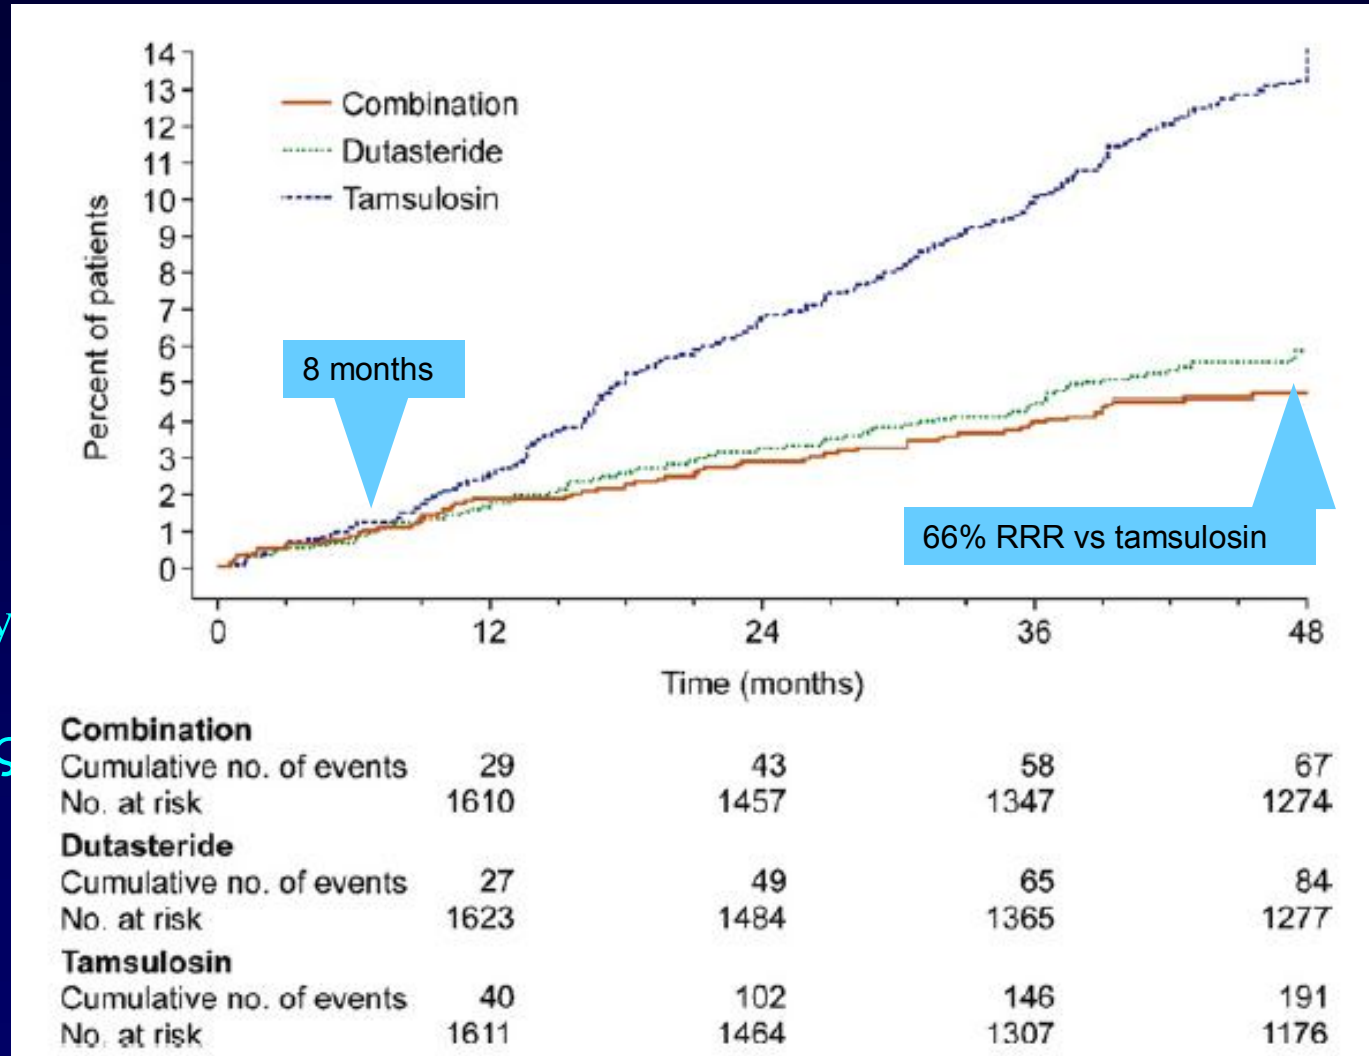 14
13
12
11
10
9
8
7
6
5
4
3
2
1
0
Percent of patients
Combination
Dutasteride
Tamsulosin
8 months
66% RRR vs tamsulosin
0 12 24 36 48
Time (months)
y
s
Combination
Cumulative no. of events 29 43 58 67
No. at risk 1610 1457 1347 1274
Dutasteride
Cumulative no. of events 27 49 65 84
No. at risk 1623 1484 1365 1277
Tamsulosin
Cumulative no. of events 40 102 146 191
No. at risk 1611 1464 1307 1176